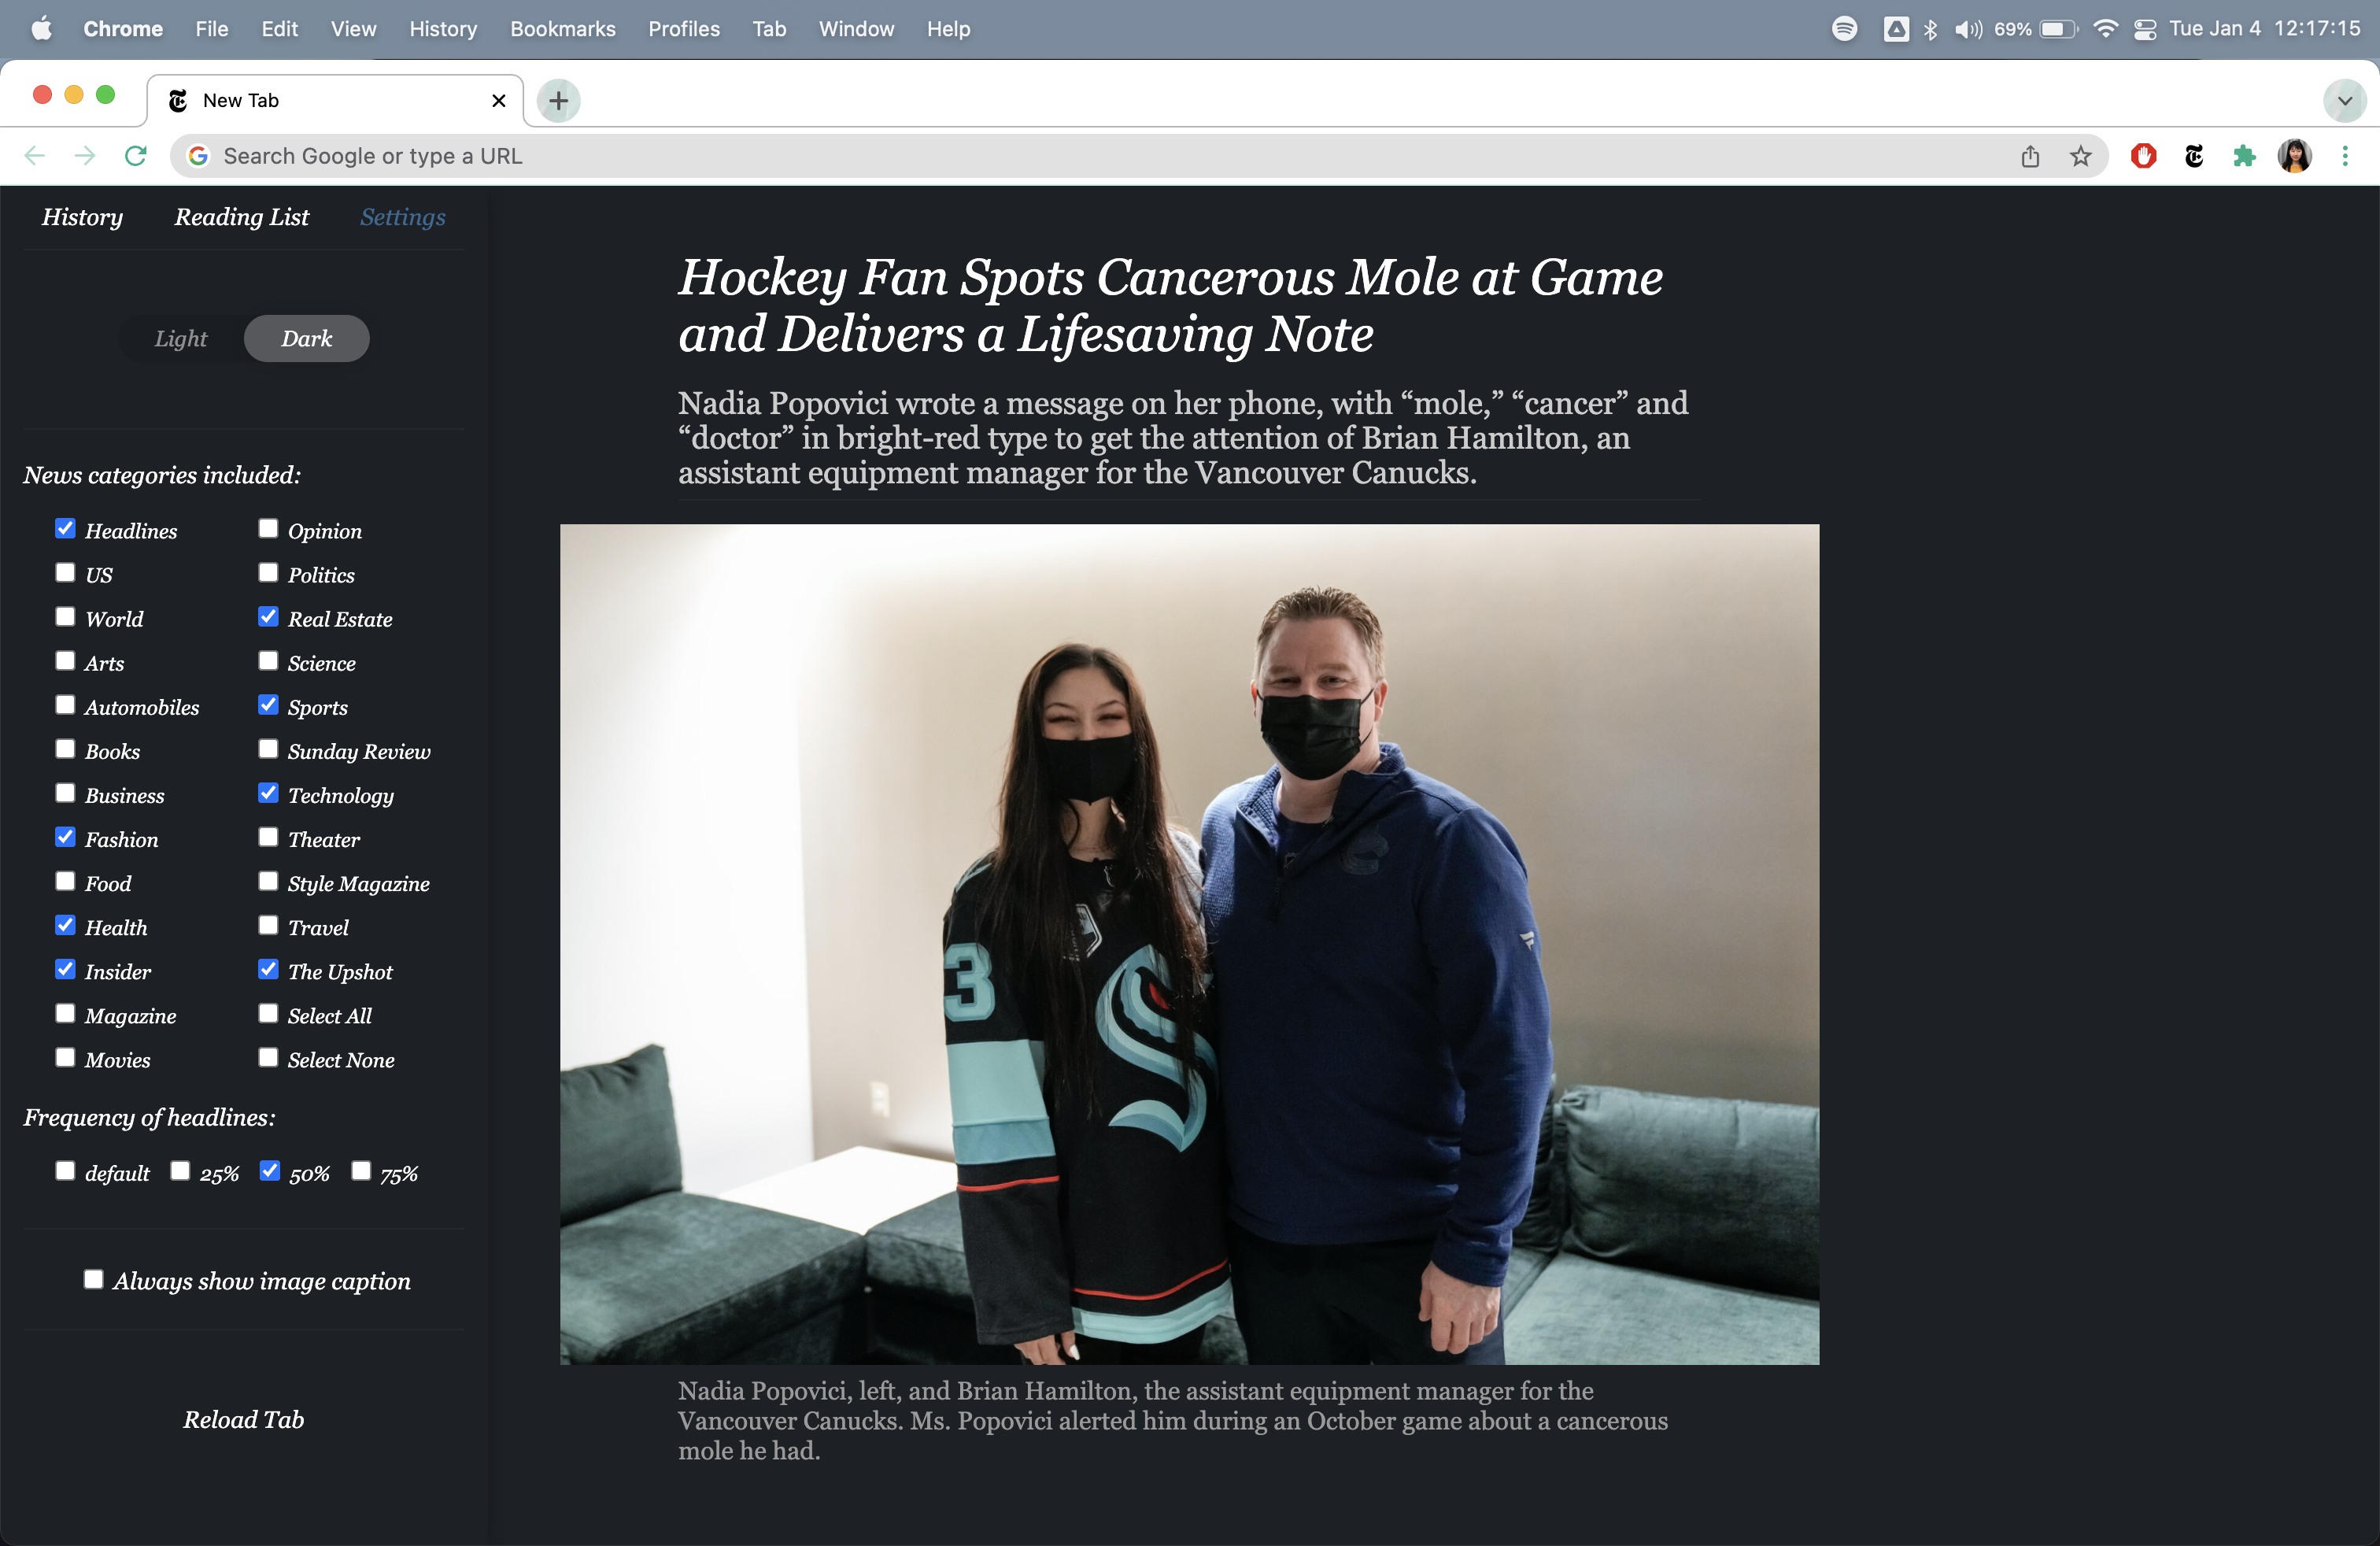 Chrome File Edit View History Bookmarks Profiles Tab Window Help 69% Tue Jan 4 12:17:15
New Tab
Search Google or type a URL
History Reading List Settings
Light Dark
News categories included:
Headlines Opinion
US Politics
World Real Estate
Arts Science
Automobiles Sports
Books Sunday Review
Business Technology
Fashion Theater
Food Style Magazine
Health Travel
Insider The Upshot
Magazine Select All
Movies Select None
Frequency of headlines:
default 25% 50% 75%
Always show image caption
Reload Tab
Hockey Fan Spots Cancerous Mole at Game
and Delivers a Lifesaving Note
Nadia Popovici wrote a message on her phone, with “mole,” “cancer” and
“doctor” in bright-red type to get the attention of Brian Hamilton, an
assistant equipment manager for the Vancouver Canucks.
3
Nadia Popovici, left, and Brian Hamilton, the assistant equipment manager for the
Vancouver Canucks. Ms. Popovici alerted him during an October game about a cancerous
mole he had.